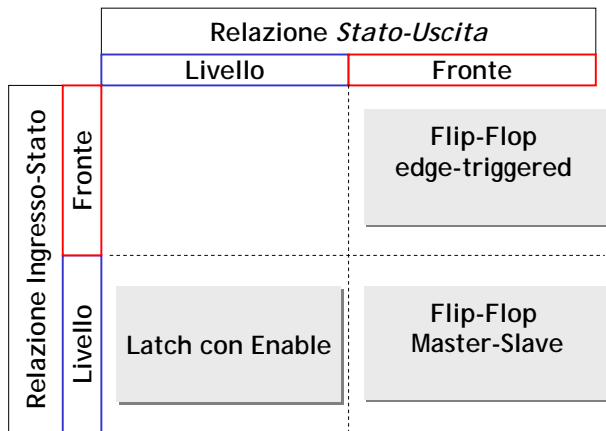 Relazione Stato-Uscita
Livello
Fronte
Relazione Ingresso-Stato
Fronte
Flip-Flop
edge-triggered
Livello
Latch con Enable
Flip-Flop
Master-Slave